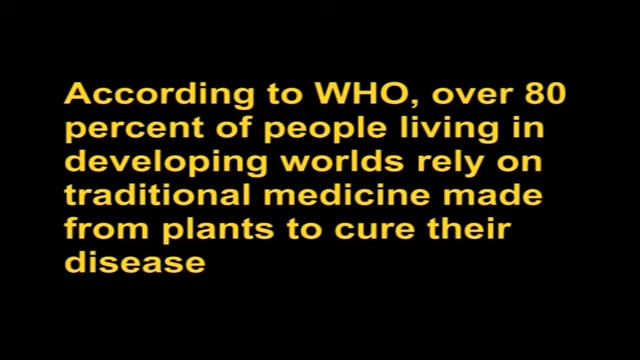 According to WHO, over 80
percent of people living in
developing worlds rely on
traditional medicine made
from plants to cure their
disease